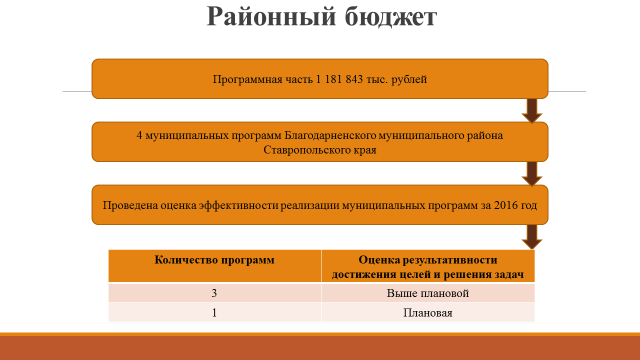 Районный бюджет
Программная часть 1 181 843 тыс. рублей
4 муниципальных программ Благодарненского муниципального района
Ставропольского края
Проведена оценка эффективности реализации муниципальных программ за 2016 год
Количество программ
Оценка результативности
достижения целей и решения задач
3
Выше плановой
1
Плановая